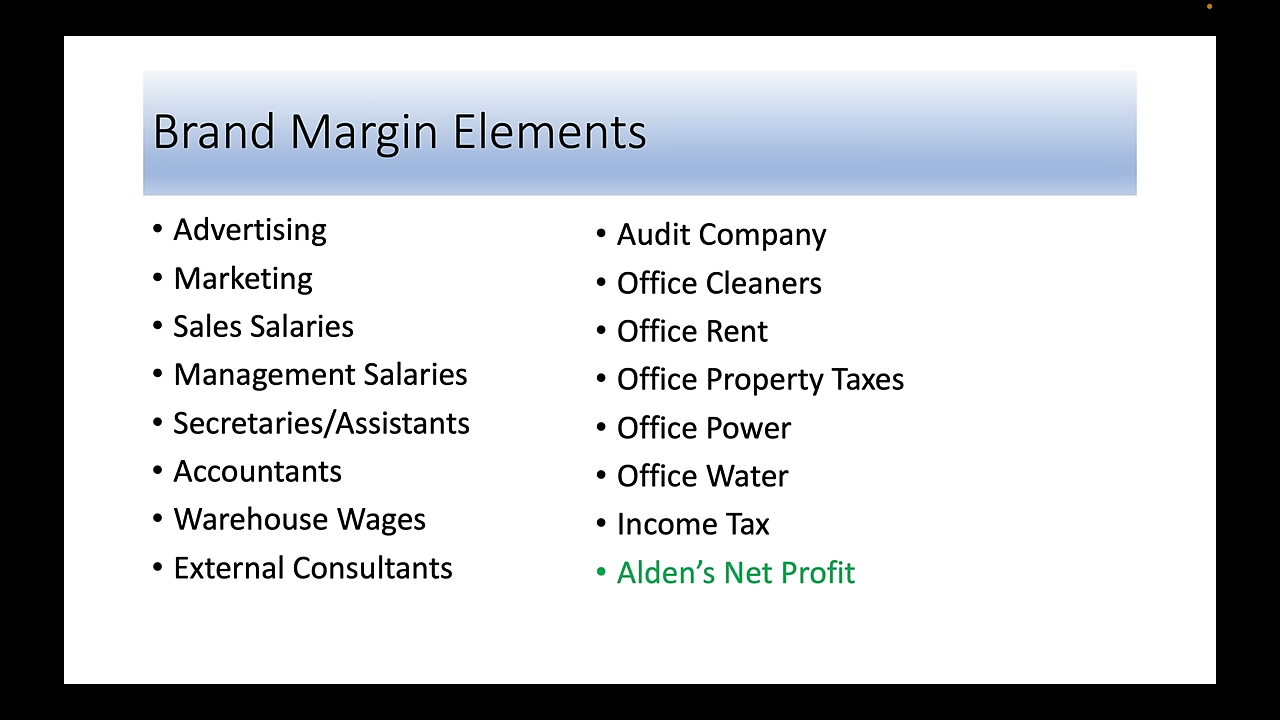 Brand Margin Elements
• Advertising
• Marketing
• Sales Salaries
• Management Salaries
• Secretaries/Assistants
• Accountants
• Warehouse Wages
• External Consultants
• Audit Company
• Office Cleaners
• Office Rent
• Office Property Taxes
• Office Power
• Office Water
• Income Tax
• Alden’s Net Profit